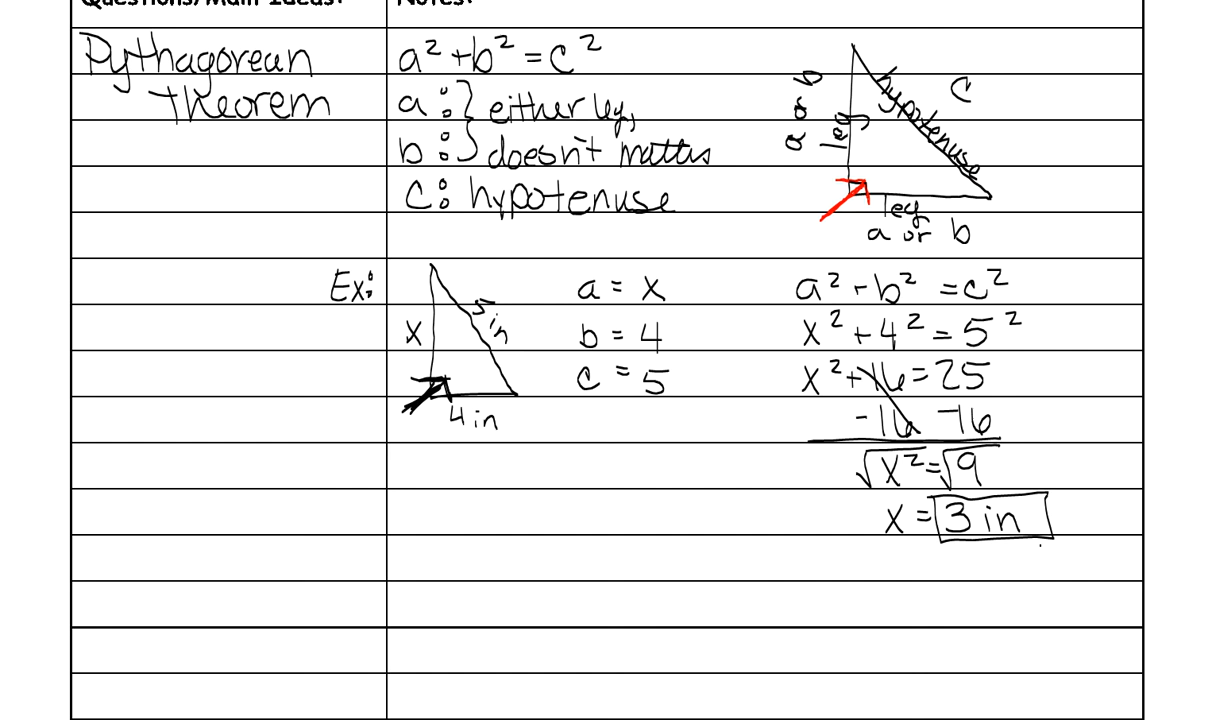 Questions/Main Ideas:
Notes:
Pythagorean
theorem
a² + b² = c²
a:} either leg,
b:} doesn't matter
c: hypotenuse
a or b
leg
hypotenuse
c
leg
a or b
Ex:
x
5 in
4 in
a = x
b = 4
c = 5
a² + b² = c²
x² + 4² = 5²
x² + 16 = 25
-16 -16
√x² = √9
x = 3 in